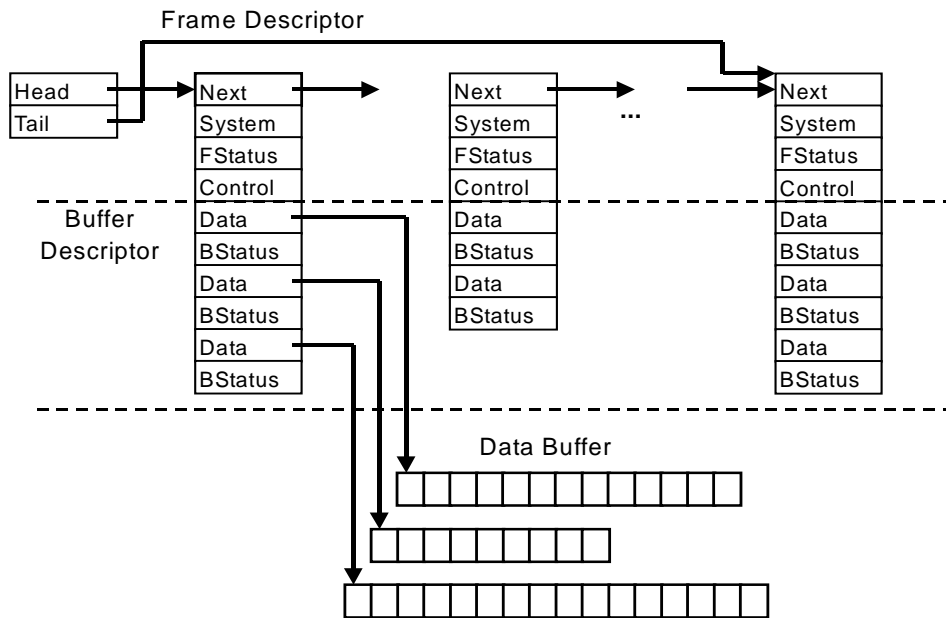 Frame Descriptor
Head
Tail
Next
System
FStatus
Control
Data
BStatus
Data
BStatus
Data
BStatus
Next
System
FStatus
Control
Data
BStatus
Data
BStatus
...
Next
System
FStatus
Control
Data
BStatus
Data
BStatus
Data
BStatus
Buffer
Descriptor
Data Buffer